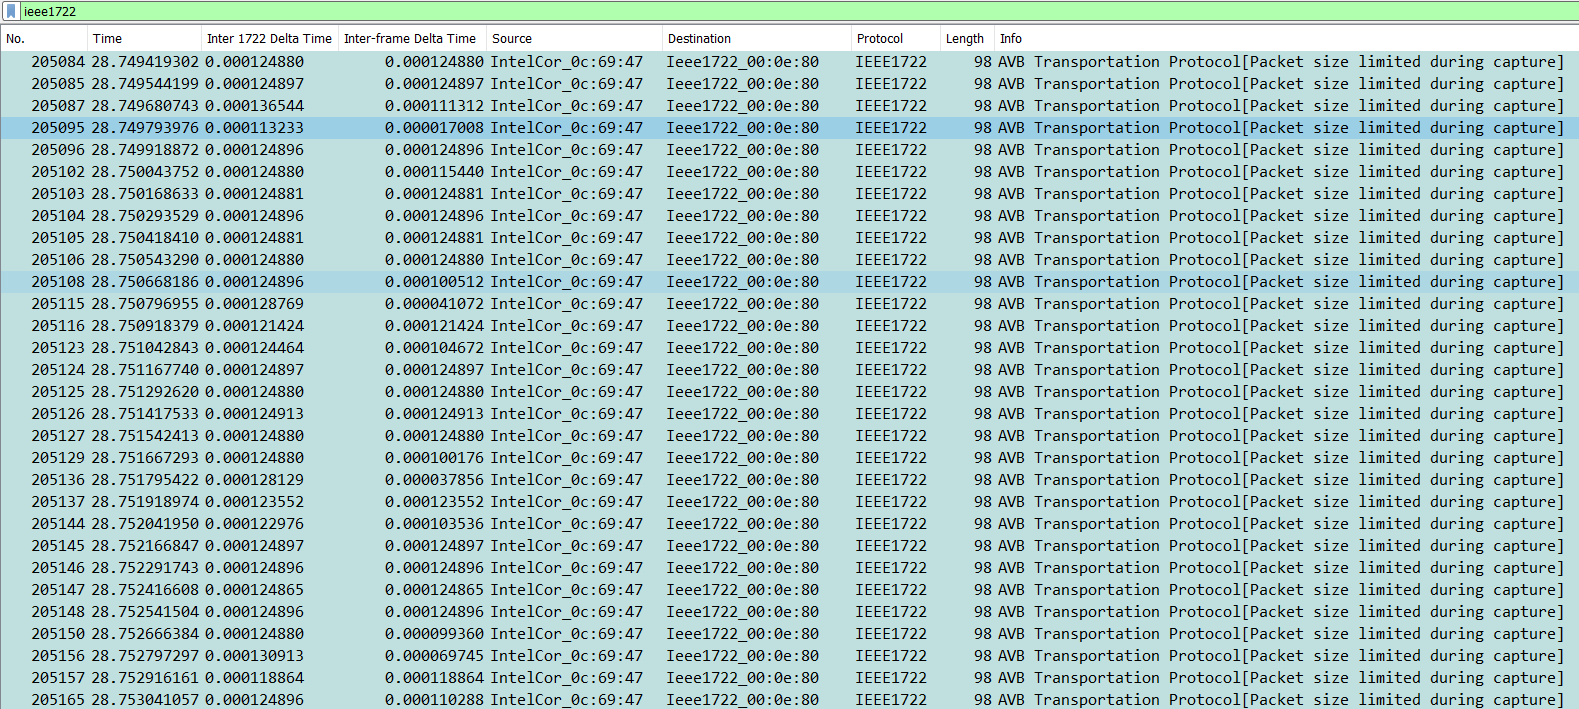 ieee1722
No. Time Inter 1722 Delta Time Inter-frame Delta Time Source Destination Protocol Length Info
205084 28.749419302 0.000124880 0.000124880 IntelCor_0c:69:47 Ieee1722_00:0e:80 IEEE1722 98 AVB Transportation Protocol[Packet size limited during capture]
205085 28.749544199 0.000124897 0.000124897 IntelCor_0c:69:47 Ieee1722_00:0e:80 IEEE1722 98 AVB Transportation Protocol[Packet size limited during capture]
205087 28.749680743 0.000136544 0.000111312 IntelCor_0c:69:47 Ieee1722_00:0e:80 IEEE1722 98 AVB Transportation Protocol[Packet size limited during capture]
205095 28.749793976 0.000113233 0.000017008 IntelCor_0c:69:47 Ieee1722_00:0e:80 IEEE1722 98 AVB Transportation Protocol[Packet size limited during capture]
205096 28.749918872 0.000124896 0.000124896 IntelCor_0c:69:47 Ieee1722_00:0e:80 IEEE1722 98 AVB Transportation Protocol[Packet size limited during capture]
205102 28.750043752 0.000124880 0.000115440 IntelCor_0c:69:47 Ieee1722_00:0e:80 IEEE1722 98 AVB Transportation Protocol[Packet size limited during capture]
205103 28.750168633 0.000124881 0.000124881 IntelCor_0c:69:47 Ieee1722_00:0e:80 IEEE1722 98 AVB Transportation Protocol[Packet size limited during capture]
205104 28.750293529 0.000124896 0.000124896 IntelCor_0c:69:47 Ieee1722_00:0e:80 IEEE1722 98 AVB Transportation Protocol[Packet size limited during capture]
205105 28.750418410 0.000124881 0.000124881 IntelCor_0c:69:47 Ieee1722_00:0e:80 IEEE1722 98 AVB Transportation Protocol[Packet size limited during capture]
205106 28.750543290 0.000124880 0.000124880 IntelCor_0c:69:47 Ieee1722_00:0e:80 IEEE1722 98 AVB Transportation Protocol[Packet size limited during capture]
205108 28.750668186 0.000124896 0.000100512 IntelCor_0c:69:47 Ieee1722_00:0e:80 IEEE1722 98 AVB Transportation Protocol[Packet size limited during capture]
205115 28.750796955 0.000128769 0.000041072 IntelCor_0c:69:47 Ieee1722_00:0e:80 IEEE1722 98 AVB Transportation Protocol[Packet size limited during capture]
205116 28.750918379 0.000121424 0.000121424 IntelCor_0c:69:47 Ieee1722_00:0e:80 IEEE1722 98 AVB Transportation Protocol[Packet size limited during capture]
205123 28.751042843 0.000124464 0.000104672 IntelCor_0c:69:47 Ieee1722_00:0e:80 IEEE1722 98 AVB Transportation Protocol[Packet size limited during capture]
205124 28.751167740 0.000124897 0.000124897 IntelCor_0c:69:47 Ieee1722_00:0e:80 IEEE1722 98 AVB Transportation Protocol[Packet size limited during capture]
205125 28.751292620 0.000124880 0.000124880 IntelCor_0c:69:47 Ieee1722_00:0e:80 IEEE1722 98 AVB Transportation Protocol[Packet size limited during capture]
205126 28.751417533 0.000124913 0.000124913 IntelCor_0c:69:47 Ieee1722_00:0e:80 IEEE1722 98 AVB Transportation Protocol[Packet size limited during capture]
205127 28.751542413 0.000124880 0.000124880 IntelCor_0c:69:47 Ieee1722_00:0e:80 IEEE1722 98 AVB Transportation Protocol[Packet size limited during capture]
205129 28.751667293 0.000124880 0.000100176 IntelCor_0c:69:47 Ieee1722_00:0e:80 IEEE1722 98 AVB Transportation Protocol[Packet size limited during capture]
205136 28.751795422 0.000128129 0.000037856 IntelCor_0c:69:47 Ieee1722_00:0e:80 IEEE1722 98 AVB Transportation Protocol[Packet size limited during capture]
205137 28.751918974 0.000123552 0.000123552 IntelCor_0c:69:47 Ieee1722_00:0e:80 IEEE1722 98 AVB Transportation Protocol[Packet size limited during capture]
205144 28.752041950 0.000122976 0.000103536 IntelCor_0c:69:47 Ieee1722_00:0e:80 IEEE1722 98 AVB Transportation Protocol[Packet size limited during capture]
205145 28.752166847 0.000124897 0.000124897 IntelCor_0c:69:47 Ieee1722_00:0e:80 IEEE1722 98 AVB Transportation Protocol[Packet size limited during capture]
205146 28.752291743 0.000124896 0.000124896 IntelCor_0c:69:47 Ieee1722_00:0e:80 IEEE1722 98 AVB Transportation Protocol[Packet size limited during capture]
205147 28.752416608 0.000124865 0.000124865 IntelCor_0c:69:47 Ieee1722_00:0e:80 IEEE1722 98 AVB Transportation Protocol[Packet size limited during capture]
205148 28.752541504 0.000124896 0.000124896 IntelCor_0c:69:47 Ieee1722_00:0e:80 IEEE1722 98 AVB Transportation Protocol[Packet size limited during capture]
205150 28.752666384 0.000124880 0.000099360 IntelCor_0c:69:47 Ieee1722_00:0e:80 IEEE1722 98 AVB Transportation Protocol[Packet size limited during capture]
205156 28.752797297 0.000130913 0.000069745 IntelCor_0c:69:47 Ieee1722_00:0e:80 IEEE1722 98 AVB Transportation Protocol[Packet size limited during capture]
205157 28.752916161 0.000118864 0.000118864 IntelCor_0c:69:47 Ieee1722_00:0e:80 IEEE1722 98 AVB Transportation Protocol[Packet size limited during capture]
205165 28.753041057 0.000124896 0.000110288 IntelCor_0c:69:47 Ieee1722_00:0e:80 IEEE1722 98 AVB Transportation Protocol[Packet size limited during capture]